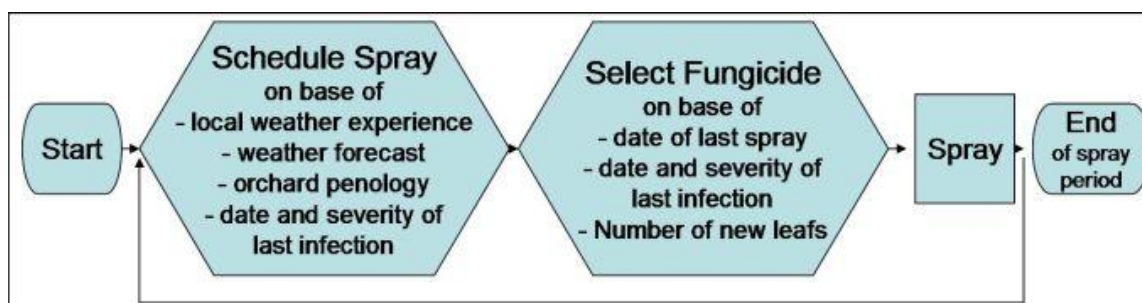 Start
Schedule Spray
on base of
- local weather experience
- weather forecast
- orchard penology
- date and severity of
last infection
Select Fungicide
on base of
- date of last spray
- date and severity of
last infection
- Number of new leafs
Spray
End
of spray
period